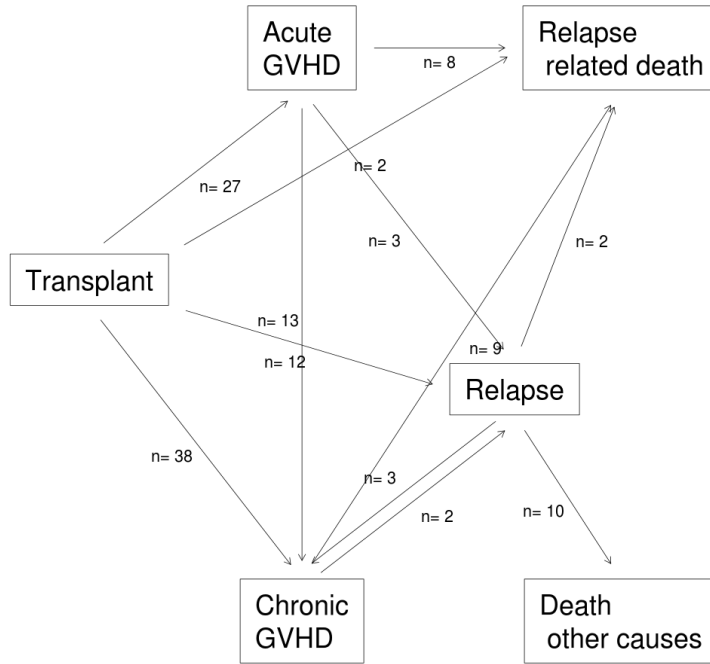 Acute
GVHD
Relapse
related death
n= 8
n= 2
n= 27
n= 3
n= 2
Transplant
n= 13
n= 9
n= 12
Relapse
n= 38
n= 3
n= 2
n= 10
Chronic
GVHD
Death
other causes